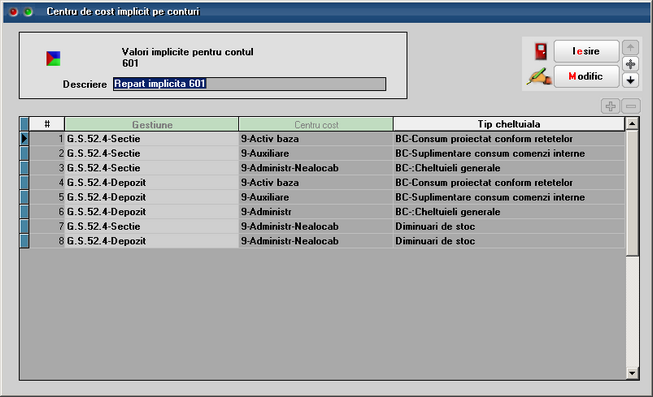 Centru de cost implicit pe conturi
Valori implicite pentru contul
601
Descriere Repart implicita 601
Iesire
Modific
# Gestiune Centru cost Tip cheltuiala
1 G.S.52.4-Sectie 9-Activ baza BC-Consum proiectat conform retetelor
2 G.S.52.4-Sectie 9-Auxiliare BC-Suplimentare consum comenzi interne
3 G.S.52.4-Sectie 9-Administr-Nealocab BC-:Cheltuieli generale
4 G.S.52.4-Depozit 9-Activ baza BC-Consum proiectat conform retetelor
5 G.S.52.4-Depozit 9-Auxiliare BC-Suplimentare consum comenzi interne
6 G.S.52.4-Depozit 9-Administr BC-:Cheltuieli generale
7 G.S.52.4-Sectie 9-Administr-Nealocab Diminuari de stoc
8 G.S.52.4-Depozit 9-Administr-Nealocab Diminuari de stoc